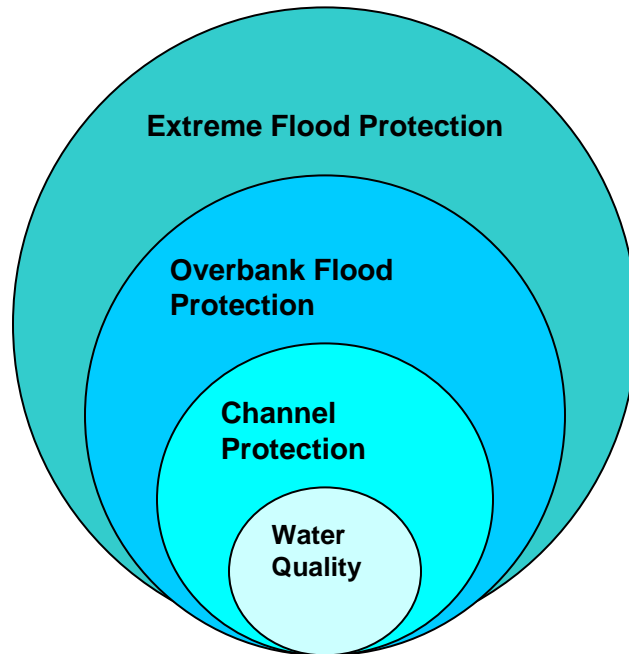 Extreme Flood Protection
Overbank Flood
Protection
Channel
Protection
Water
Quality